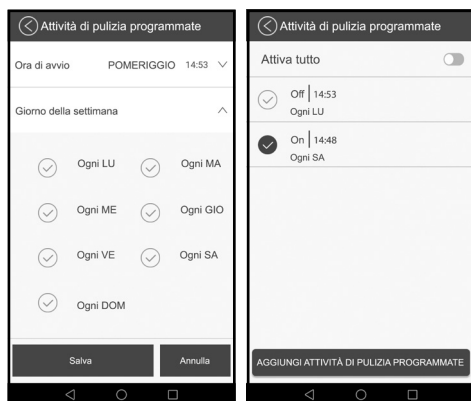 Attività di pulizia programmate
Ora di avvio POMERIGGIO 14:53
Giorno della settimana
Ogni LU Ogni MA
Ogni ME Ogni GIO
Ogni VE Ogni SA
Ogni DOM
Salva Annulla
Attività di pulizia programmate
Attiva tutto
Off | 14:53
Ogni LU
On | 14:48
Ogni SA
AGGIUNGI ATTIVITÀ DI PULIZIA PROGRAMMATE